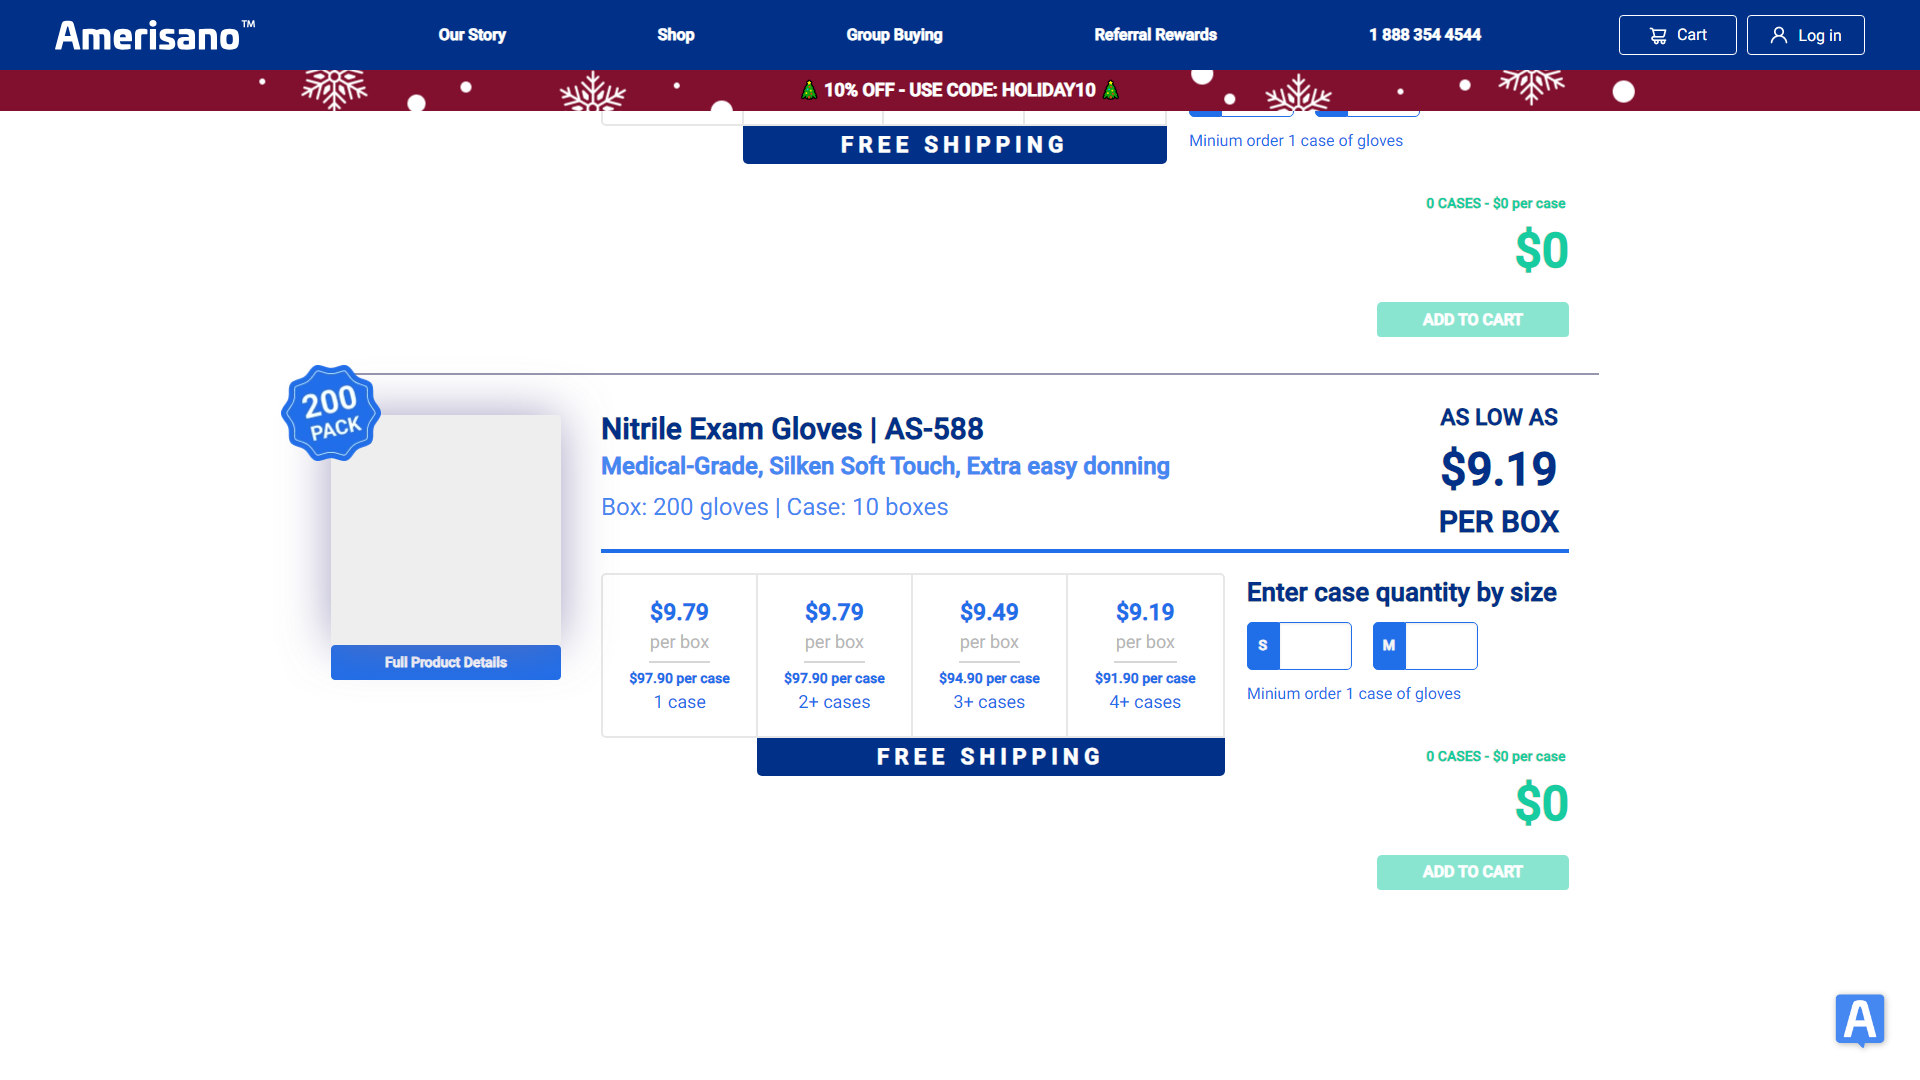 Amerisano™
Our Story
Shop
Group Buying
Referral Rewards
1 888 354 4544
Cart
Log in
10% OFF - USE CODE: HOLIDAY10
FREE SHIPPING
Minium order 1 case of gloves
0 CASES - $0 per case
$0
ADD TO CART
200
PACK
Full Product Details
Nitrile Exam Gloves | AS-588
Medical-Grade, Silken Soft Touch, Extra easy donning
Box: 200 gloves | Case: 10 boxes
AS LOW AS
$9.19
PER BOX
$9.79
per box
$97.90 per case
1 case
$9.79
per box
$97.90 per case
2+ cases
$9.49
per box
$94.90 per case
3+ cases
$9.19
per box
$91.90 per case
4+ cases
FREE SHIPPING
Enter case quantity by size
S
M
Minium order 1 case of gloves
0 CASES - $0 per case
$0
ADD TO CART
A